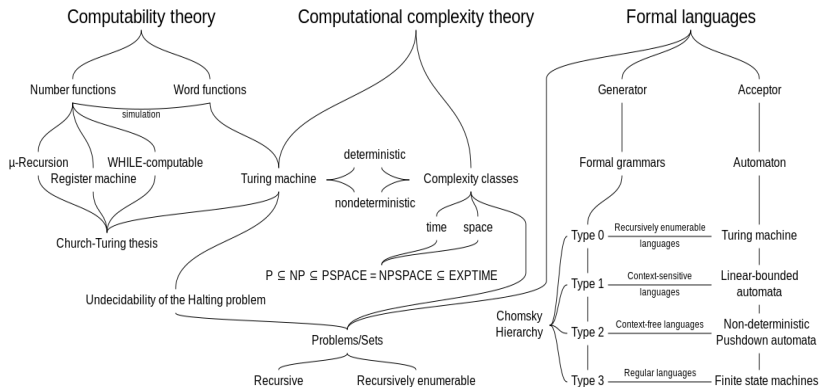 Computability theory
Computational complexity theory
Formal languages
Number functions
Word functions
Generator
Acceptor
simulation
deterministic
μ-Recursion
WHILE-computable
Formal grammars
Automaton
Register machine
Turing machine
Complexity classes
nondeterministic
time
space
Church-Turing thesis
Type 0
Recursively enumerable
languages
Turing machine
P ⊆ NP ⊆ PSPACE = NPSPACE ⊆ EXPTIME
Type 1
Context-sensitive
languages
Linear-bounded
automata
Undecidability of the Halting problem
Chomsky
Hierarchy
Type 2
Context-free languages
Non-deterministic
Pushdown automata
Problems/Sets
Recursive
Recursively enumerable
Type 3
Regular languages
Finite state machines